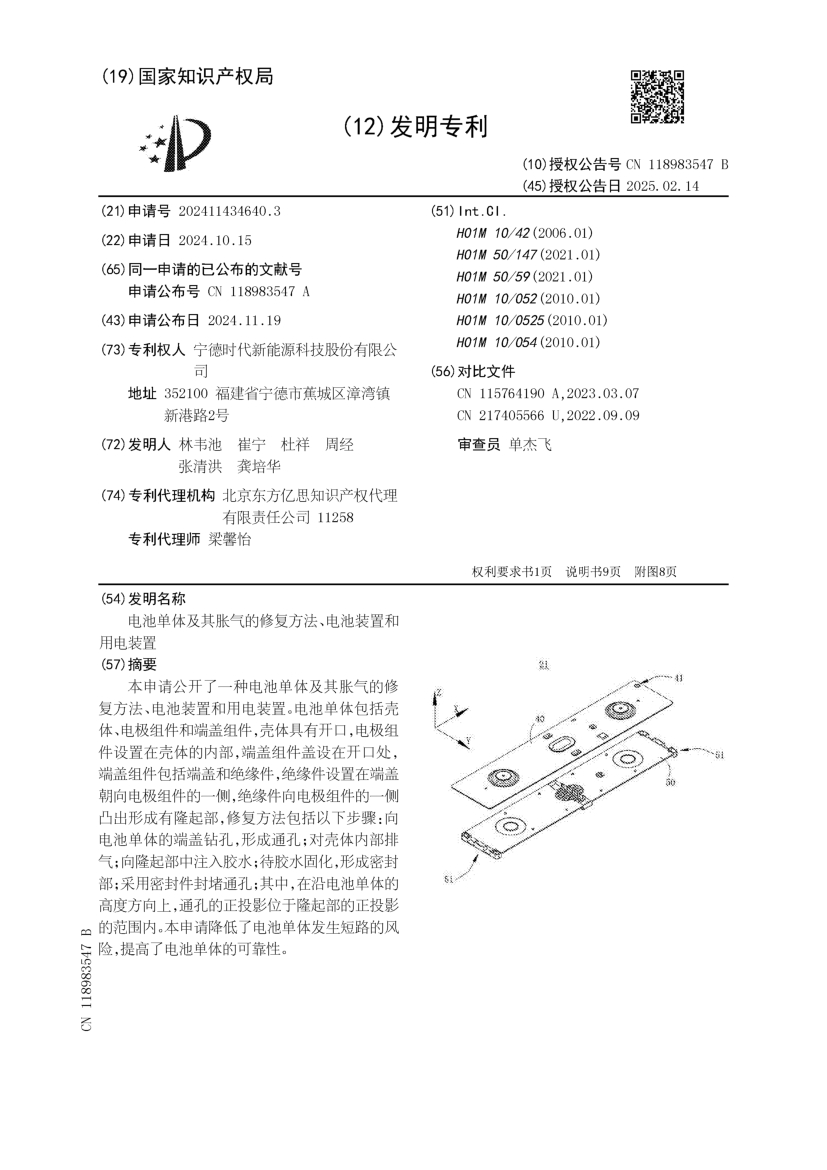 (19)国家知识产权局
(12)发明专利
(10)授权公告号 CN 118983547 B
(45)授权公告日 2025.02.14
(21)申请号 202411434640.3
(22)申请日 2024.10.15
(65)同一申请的已公布的文献号
申请公布号 CN 118983547 A
(43)申请公布日 2024.11.19
(73)专利权人 宁德时代新能源科技股份有限公
司
地址 352100 福建省宁德市蕉城区漳湾镇
新港路2号
(72)发明人 林韦池 崔宁 杜祥 周经
张清洪 龚培华
(74)专利代理机构 北京东方亿思知识产权代理
有限责任公司 11258
专利代理师 梁馨怡
(51)Int.Cl.
H01M 10/42(2006.01)
H01M 50/147(2021.01)
H01M 50/59(2021.01)
H01M 10/052(2010.01)
H01M 10/0525(2010.01)
H01M 10/054(2010.01)
(56)对比文件
CN 115764190 A,2023.03.07
CN 217405566 U,2022.09.09
审查员 单杰飞
权利要求书1页 说明书9页 附图8页
(54)发明名称
电池单体及其胀气的修复方法、电池装置和
用电装置
(57)摘要
本申请公开了一种电池单体及其胀气的修
复方法、电池装置和用电装置。电池单体包括壳
体、电极组件和端盖组件,壳体具有开口,电极组
件设置在壳体的内部,端盖组件盖设在开口处,
端盖组件包括端盖和绝缘件,绝缘件设置在端盖
朝向电极组件的一侧,绝缘件向电极组件的一侧
凸出形成有隆起部,修复方法包括以下步骤:向
电池单体的端盖钻孔,形成通孔;对壳体内部排
气;向隆起部中注入胶水;待胶水固化,形成密封
部;采用密封件封堵通孔;其中,在沿电池单体的
高度方向上,通孔的正投影位于隆起部的正投影
的范围内。本申请降低了电池单体发生短路的风
险,提高了电池单体的可靠性。
21
41
Z
X
Y
40
51
50
51
CN 118983547 B